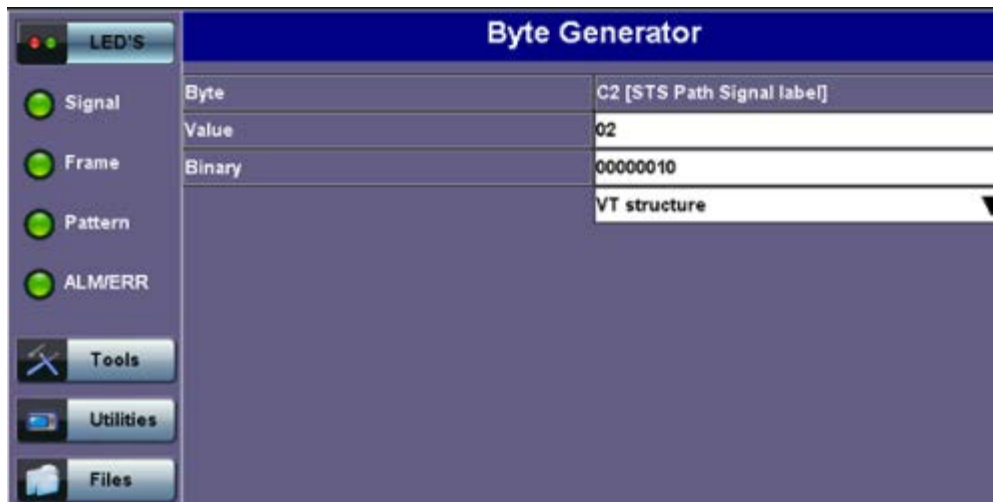 LED'S
Byte Generator
Signal
Frame
Pattern
ALM/ERR
Tools
Utilities
Files
Byte C2 [STS Path Signal label]
Value 02
Binary 00000010
VT structure